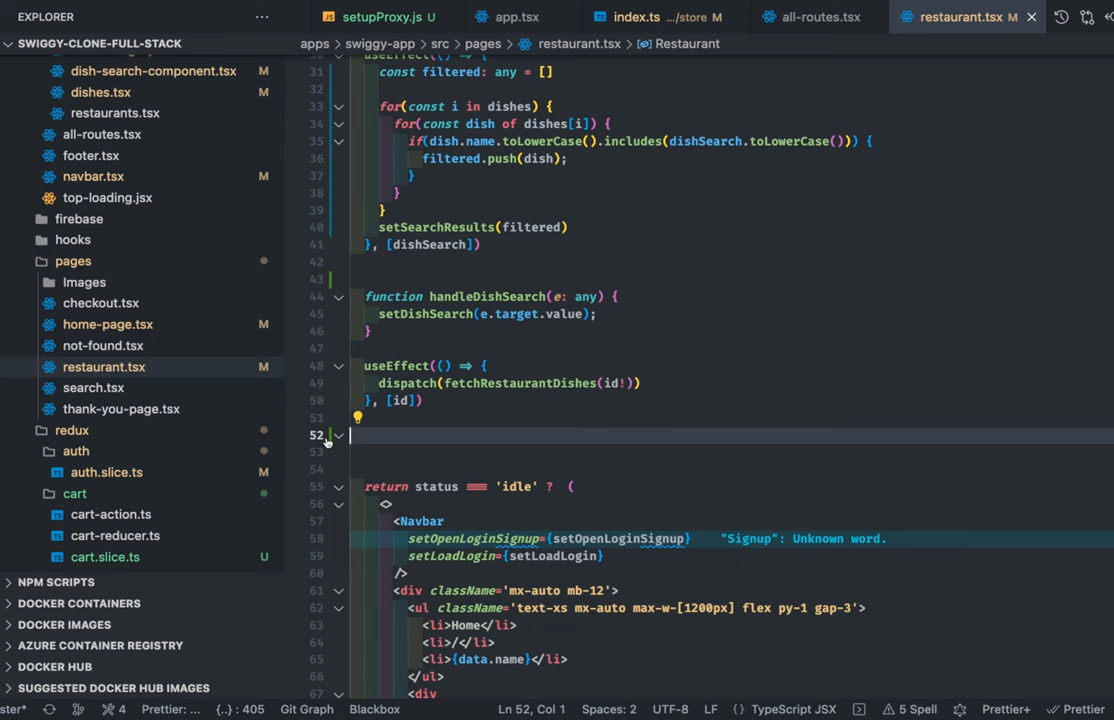 EXPLORER
SWIGGY-CLONE-FULL-STACK
dish-search-component.tsx M
dishes.tsx M
restaurants.tsx
all-routes.tsx
footer.tsx
navbar.tsx M
top-loading.jsx
firebase
hooks
pages
Images
checkout.tsx
home-page.tsx M
not-found.tsx
restaurant.tsx M
search.tsx
thank-you-page.tsx
redux
auth
auth.slice.ts M
cart
cart-action.ts
cart-reducer.ts
cart.slice.ts U
NPM SCRIPTS
DOCKER CONTAINERS
DOCKER IMAGES
AZURE CONTAINER REGISTRY
DOCKER HUB
SUGGESTED DOCKER HUB IMAGES
setupProxy.js U
app.tsx
index.ts .../store M
all-routes.tsx
restaurant.tsx M
apps > swiggy-app > src > pages > restaurant.tsx > Restaurant
31 const filtered: any = []
32
33 for(const i in dishes) {
34 for(const dish of dishes[i]) {
35 if(dish.name.toLowerCase().includes(dishSearch.toLowerCase())) {
36 filtered.push(dish);
37 }
38 }
39 }
40 setSearchResults(filtered)
41 }, [dishSearch])
42
43
44 function handleDishSearch(e: any) {
45 setDishSearch(e.target.value);
46 }
47
48 useEffect(() => {
49 dispatch(fetchRestaurantDishes(id!))
50 }, [id])
51
52
53
54
55 return status === 'idle' ? (
56 <>
57 <Navbar
58 setOpenLoginSignup={setOpenLoginSignup} "Signup": Unknown word.
59 setLoadLogin={setLoadLogin}
60 />
61 <div className='mx-auto mb-12'>
62 <ul className='text-xs mx-auto max-w-[1200px] flex py-1 gap-3'>
63 <li>Home</li>
64 <li>/</li>
65 <li>{data.name}</li>
66 </ul>
67 <div
ster* 4 Prettier: ... {..} : 405 Git Graph Blackbox Ln 52, Col 1 Spaces: 2 UTF-8 LF {} TypeScript JSX 5 Spell Prettier+ Prettier